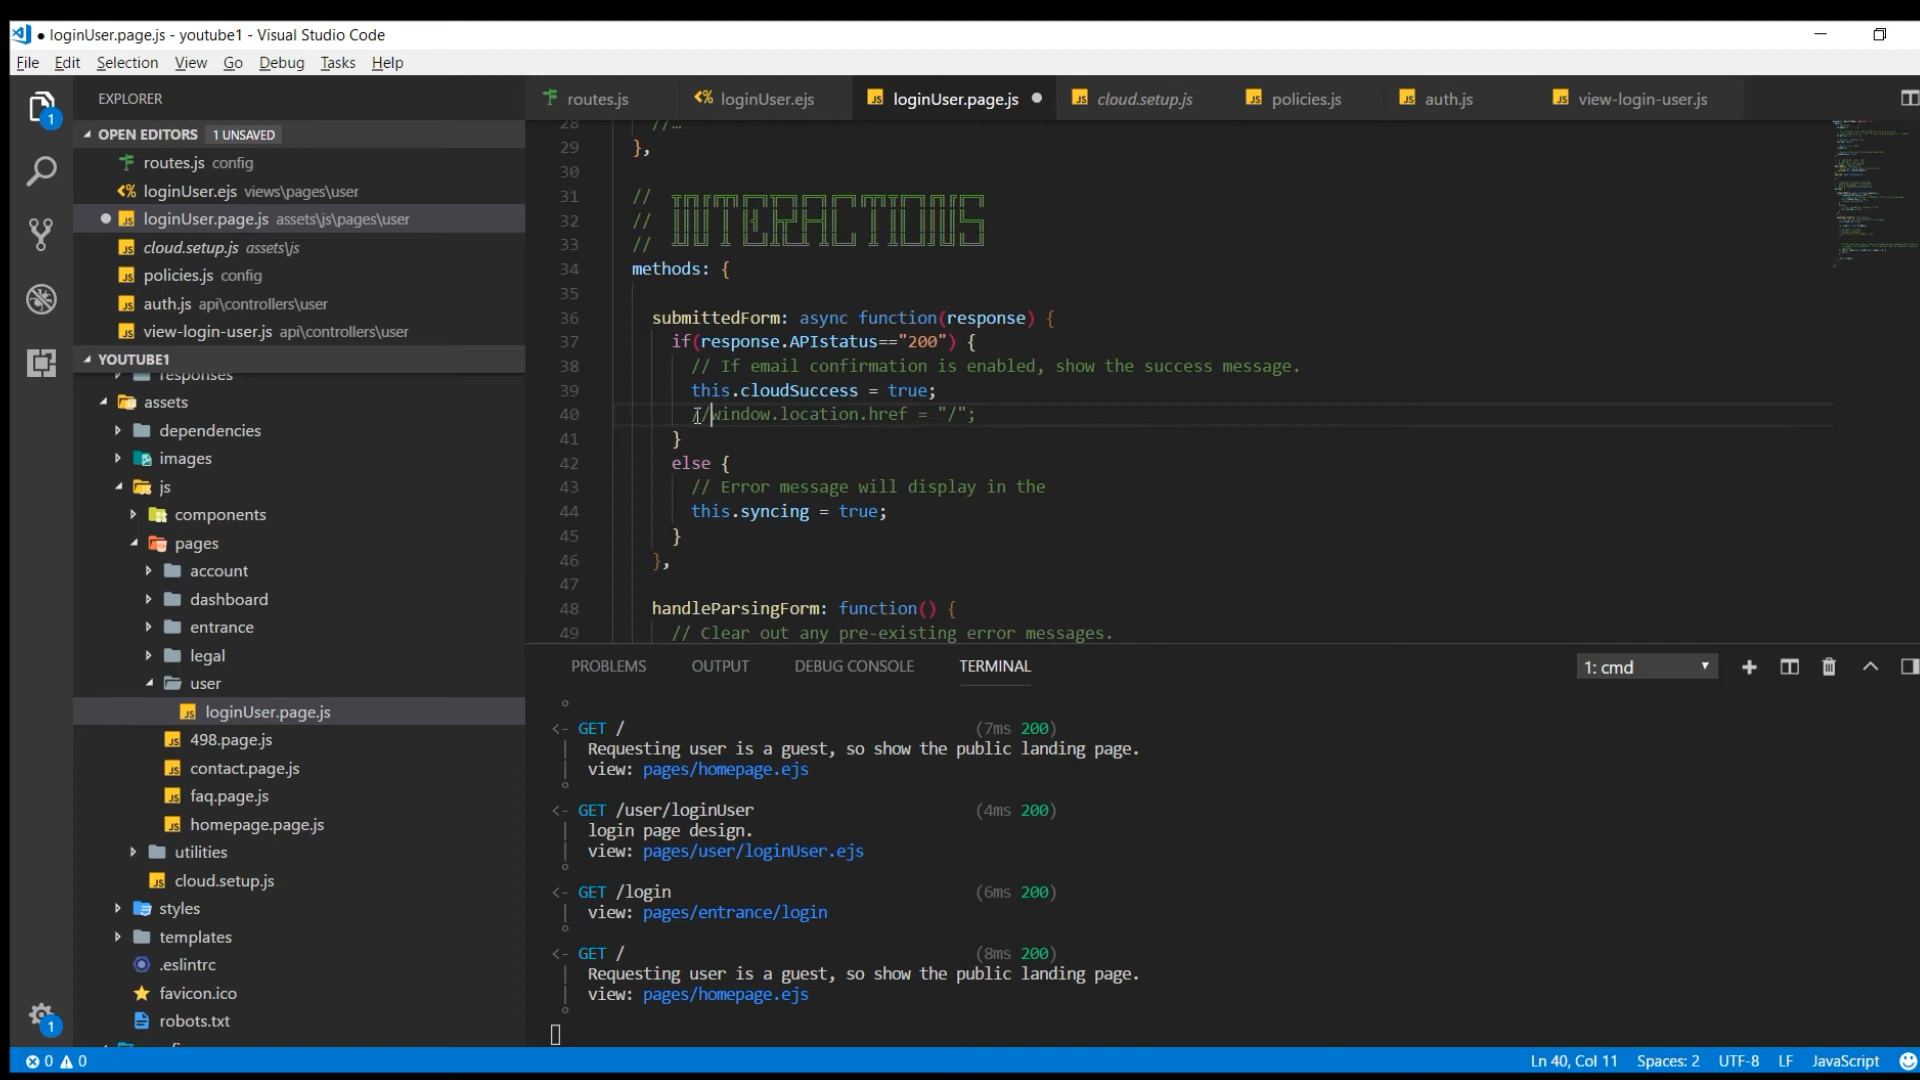 ● loginUser.page.js - youtube1 - Visual Studio Code
File Edit Selection View Go Debug Tasks Help
EXPLORER
OPEN EDITORS 1 UNSAVED
routes.js config
loginUser.ejs views\pages\user
loginUser.page.js assets\js\pages\user
cloud.setup.js assets\js
policies.js config
auth.js api\controllers\user
view-login-user.js api\controllers\user
YOUTUBE1
responses
assets
dependencies
images
js
components
pages
account
dashboard
entrance
legal
user
loginUser.page.js
498.page.js
contact.page.js
faq.page.js
homepage.page.js
utilities
cloud.setup.js
styles
templates
.eslintrc
favicon.ico
robots.txt
1
1
routes.js loginUser.ejs loginUser.page.js cloud.setup.js policies.js auth.js view-login-user.js
28 //…
29 },
30
31 //
32 // INTERACTIONS
33 //
34 methods: {
35
36 submittedForm: async function(response) {
37 if(response.APIstatus=="200") {
38 // If email confirmation is enabled, show the success message.
39 this.cloudSuccess = true;
40 //window.location.href = "/";
41 }
42 else {
43 // Error message will display in the
44 this.syncing = true;
45 }
46 },
47
48 handleParsingForm: function() {
49 // Clear out any pre-existing error messages.
PROBLEMS OUTPUT DEBUG CONSOLE TERMINAL 1: cmd
<- GET / (7ms 200)
| Requesting user is a guest, so show the public landing page.
| view: pages/homepage.ejs
<- GET /user/loginUser (4ms 200)
| login page design.
| view: pages/user/loginUser.ejs
<- GET /login (6ms 200)
| view: pages/entrance/login
<- GET / (8ms 200)
| Requesting user is a guest, so show the public landing page.
| view: pages/homepage.ejs
0 0 Ln 40, Col 11 Spaces: 2 UTF-8 LF JavaScript